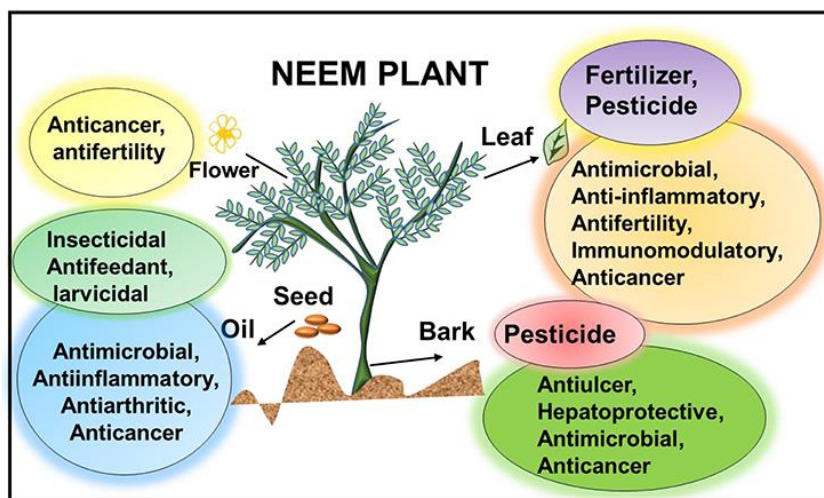 NEEM PLANT
Anticancer,
antifertility
Flower
Insecticidal
Antifeedant,
larvicidal
Seed
Oil
Antimicrobial,
Antiinflammatory,
Antiarthritic,
Anticancer
Leaf
Fertilizer,
Pesticide
Antimicrobial,
Anti-inflammatory,
Antifertility,
Immunomodulatory,
Anticancer
Bark
Pesticide
Antiulcer,
Hepatoprotective,
Antimicrobial,
Anticancer